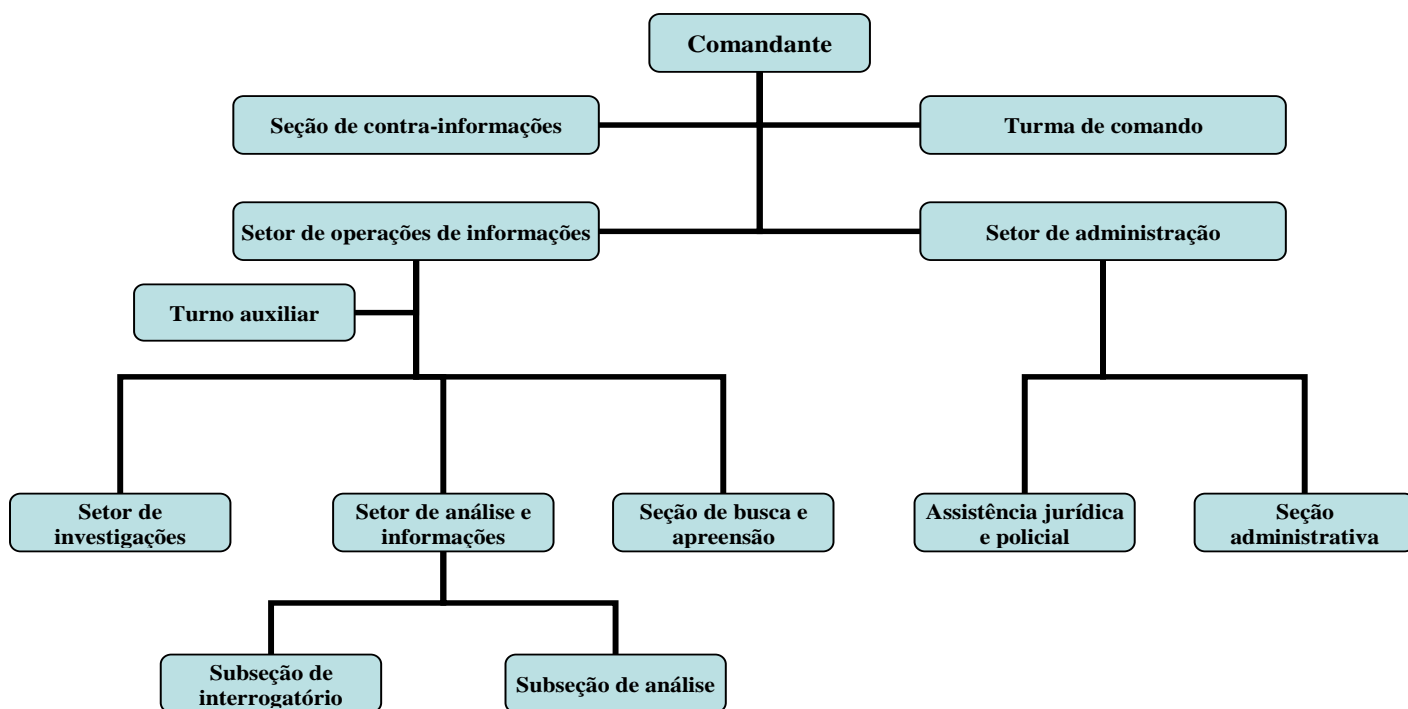 Comandante
Seção de contra-informações
Turma de comando
Setor de operações de informações
Setor de administração
Turno auxiliar
Setor de
investigações
Setor de análise e
informações
Seção de busca e
apreensão
Assistência jurídica
e policial
Seção
administrativa
Subseção de
interrogatório
Subseção de análise